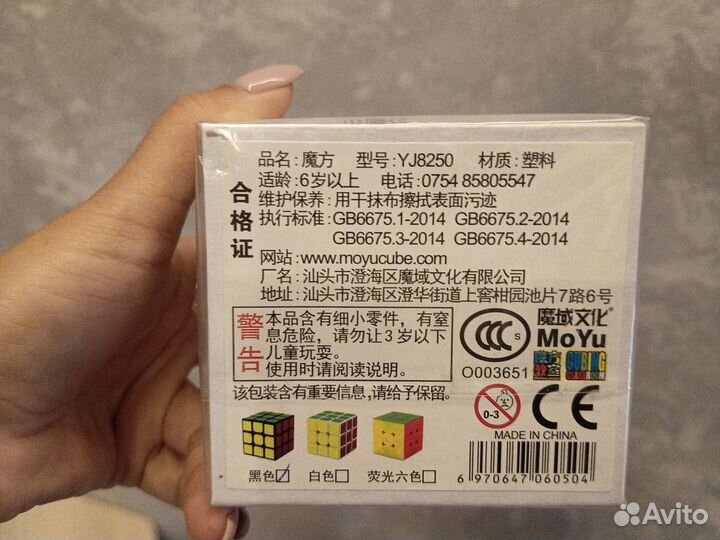 合格证
品名:魔方 型号:YJ8250 材质:塑料
适龄:6岁以上 电话:0754 85805547
维护保养:用干抹布擦拭表面污迹
执行标准:GB6675.1-2014 GB6675.2-2014
GB6675.3-2014 GB6675.4-2014
网站:www.moyucube.com
厂名:汕头市澄海区魔域文化有限公司
地址:汕头市澄海区澄华街道上窖柑园池片7路6号
警告
本品含有细小零件,有窒
息危险,请勿让3岁以下
儿童玩耍。
使用时请阅读说明。
CCC S
O003651
魔域文化
MoYu
魔方教室
CUBING
CLASSROOM
该包装含有重要信息,请给予保留。
0-3
CE
MADE IN CHINA
黑色 白色 荧光六色
6 970647 060504
Avito